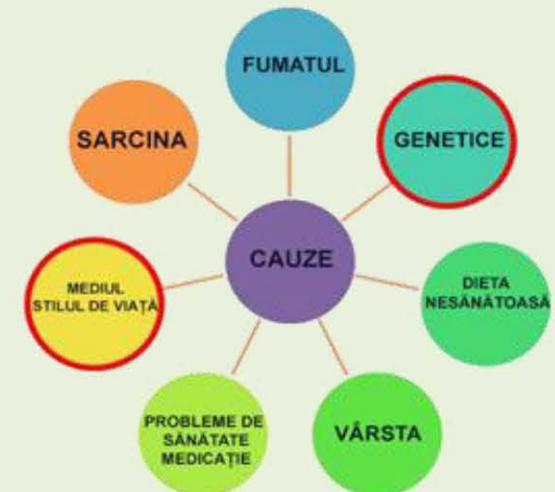 FUMATUL
SARCINA
GENETICE
CAUZE
MEDIUL
STILUL DE VIAȚĂ
DIETA
NESĂNĂTOASĂ
PROBLEME DE
SĂNĂTATE
MEDICAȚIE
VÂRSTA